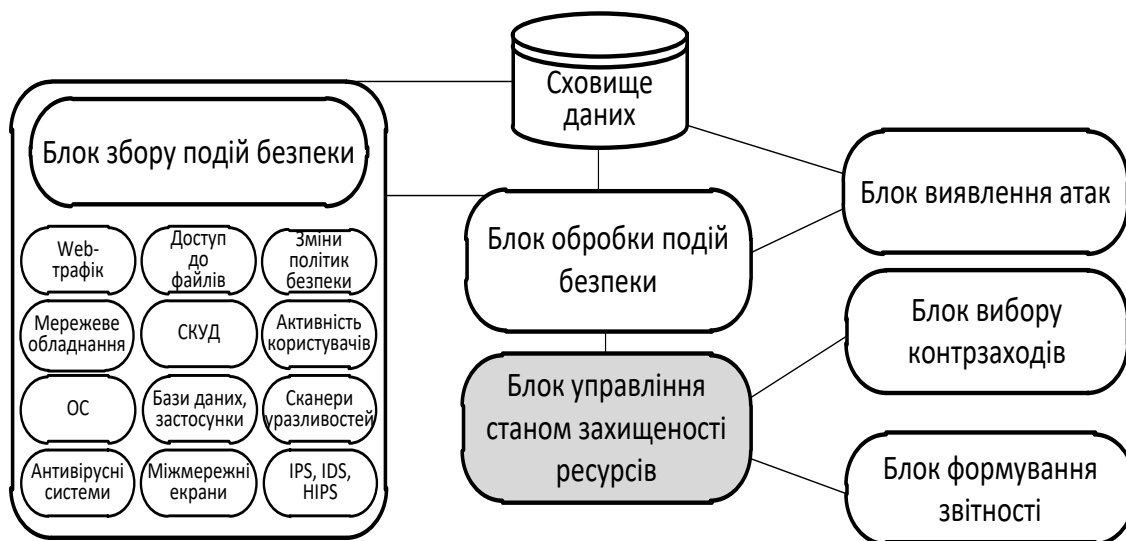 Сховище
даних
Блок збору подій безпеки
Web-
трафік
Доступ
до
файлів
Зміни
політик
безпеки
Мережеве
обладнання
СКУД
Активність
користувачів
ОС
Бази даних,
застосунки
Сканери
уразливостей
Антивірусні
системи
Міжмережні
екрани
IPS, IDS,
HIPS
Блок обробки подій
безпеки
Блок управління
станом захищеності
ресурсів
Блок виявлення атак
Блок вибору
контрзаходів
Блок формування
звітності